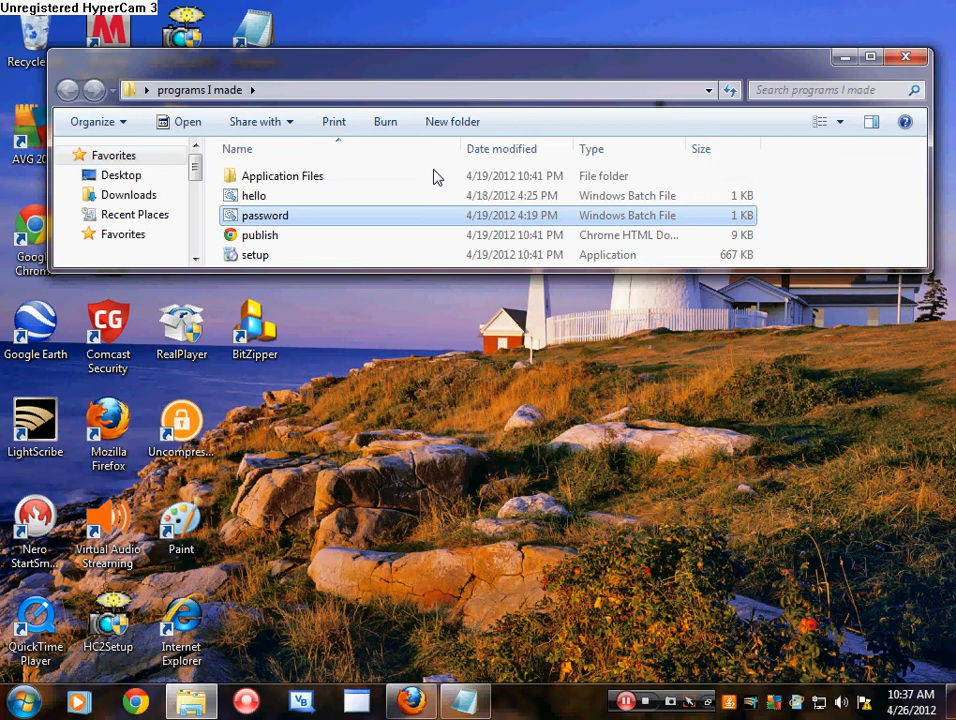 Unregistered HyperCam 3
Recycle
programs I made
Search programs I made
Organize
Open
Share with
Print
Burn
New folder
Name
Date modified
Type
Size
Favorites
Desktop
Downloads
Recent Places
Favorites
Application Files 4/19/2012 10:41 PM File folder
hello 4/18/2012 4:25 PM Windows Batch File 1 KB
password 4/19/2012 4:19 PM Windows Batch File 1 KB
publish 4/19/2012 10:41 PM Chrome HTML Do... 9 KB
setup 4/19/2012 10:41 PM Application 667 KB
AVG 20
Goog
Chron
Google Earth
CG
Comcast
Security
RealPlayer
BitZipper
LightScribe
Mozilla
Firefox
Uncompres...
Nero
StartSm...
Virtual Audio
Streaming
Paint
QuickTime
Player
HC2Setup
Internet
Explorer
VB
10:37 AM
4/26/2012